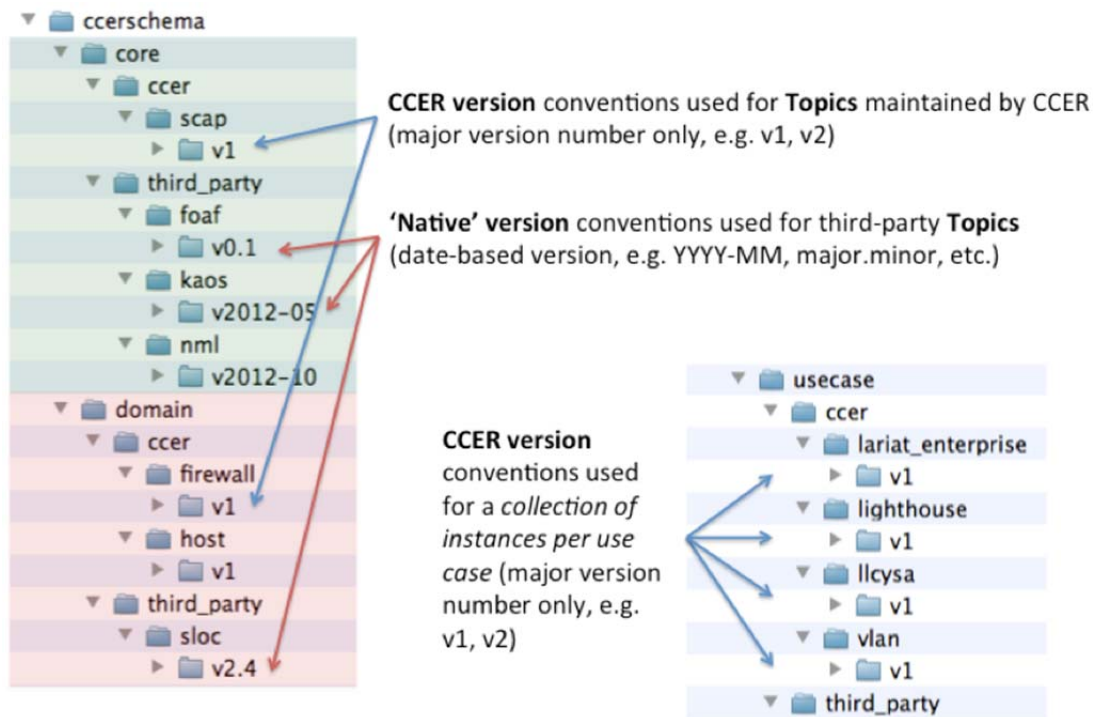 ccerschema
core
ccer
scap
v1
third_party
foaf
v0.1
kaos
v2012-05
nml
v2012-10
domain
ccer
firewall
v1
host
v1
third_party
sloc
v2.4
CCER version conventions used for Topics maintained by CCER
(major version number only, e.g. v1, v2)
‘Native’ version conventions used for third-party Topics
(date-based version, e.g. YYYY-MM, major.minor, etc.)
CCER version
conventions used
for a collection of
instances per use
case (major version
number only, e.g.
v1, v2)
usecase
ccer
lariat_enterprise
v1
lighthouse
v1
llcysa
v1
vlan
v1
third_party